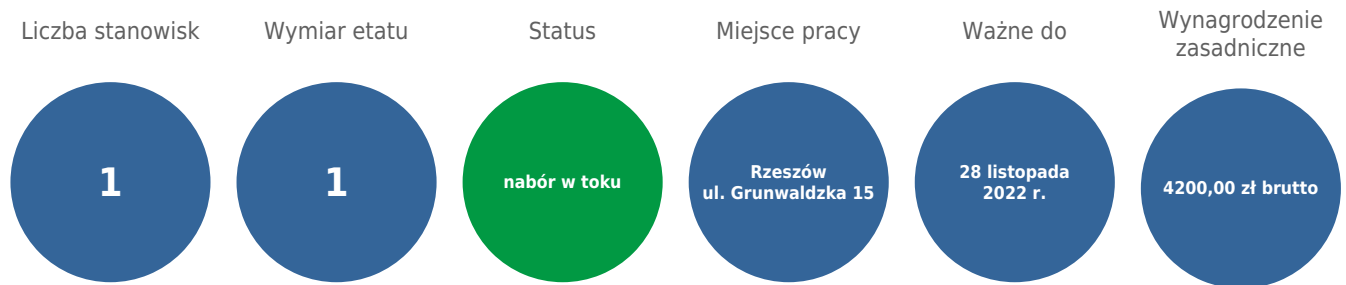 Liczba stanowisk
1
Wymiar etatu
1
Status
nabór w toku
Miejsce pracy
Rzeszów
ul. Grunwaldzka 15
Ważne do
28 listopada
2022 r.
Wynagrodzenie
zasadnicze
4200,00 zł brutto